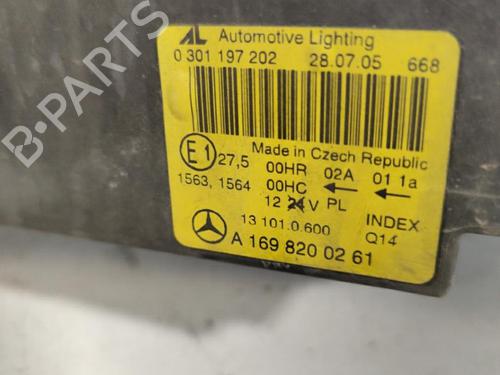 AL Automotive Lighting
0 301 197 202 28.07.05 668
Made in Czech Republic
E1 27,5 00HR 02A 01 1a
1563, 1564 00HC ← ←
12 24 V PL
13 101.0.600 INDEX
A 169 820 02 61 Q14
B-PARTS